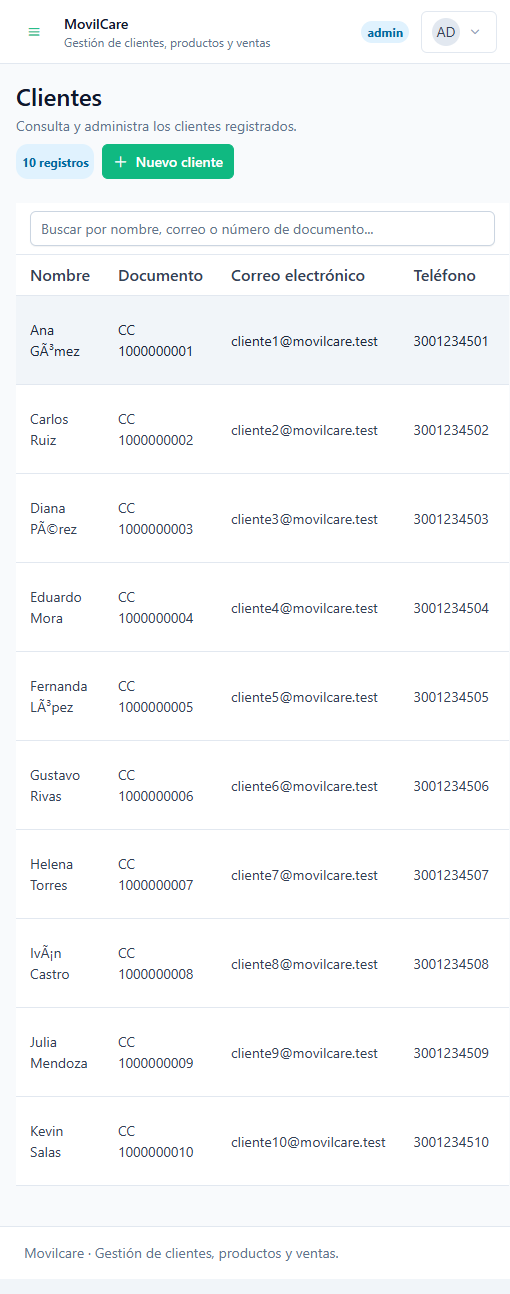 MovilCare
Gestión de clientes, productos y ventas
admin
AD
Clientes
Consulta y administra los clientes registrados.
10 registros
+ Nuevo cliente
Buscar por nombre, correo o número de documento...
Nombre Documento Correo electrónico Teléfono
Ana
GÃ³mez
CC
1000000001
cliente1@movilcare.test
3001234501
Carlos
Ruiz
CC
1000000002
cliente2@movilcare.test
3001234502
Diana
PÃ©rez
CC
1000000003
cliente3@movilcare.test
3001234503
Eduardo
Mora
CC
1000000004
cliente4@movilcare.test
3001234504
Fernanda
LÃ³pez
CC
1000000005
cliente5@movilcare.test
3001234505
Gustavo
Rivas
CC
1000000006
cliente6@movilcare.test
3001234506
Helena
Torres
CC
1000000007
cliente7@movilcare.test
3001234507
IvÃ¡n
Castro
CC
1000000008
cliente8@movilcare.test
3001234508
Julia
Mendoza
CC
1000000009
cliente9@movilcare.test
3001234509
Kevin
Salas
CC
1000000010
cliente10@movilcare.test
3001234510
Movilcare · Gestión de clientes, productos y ventas.